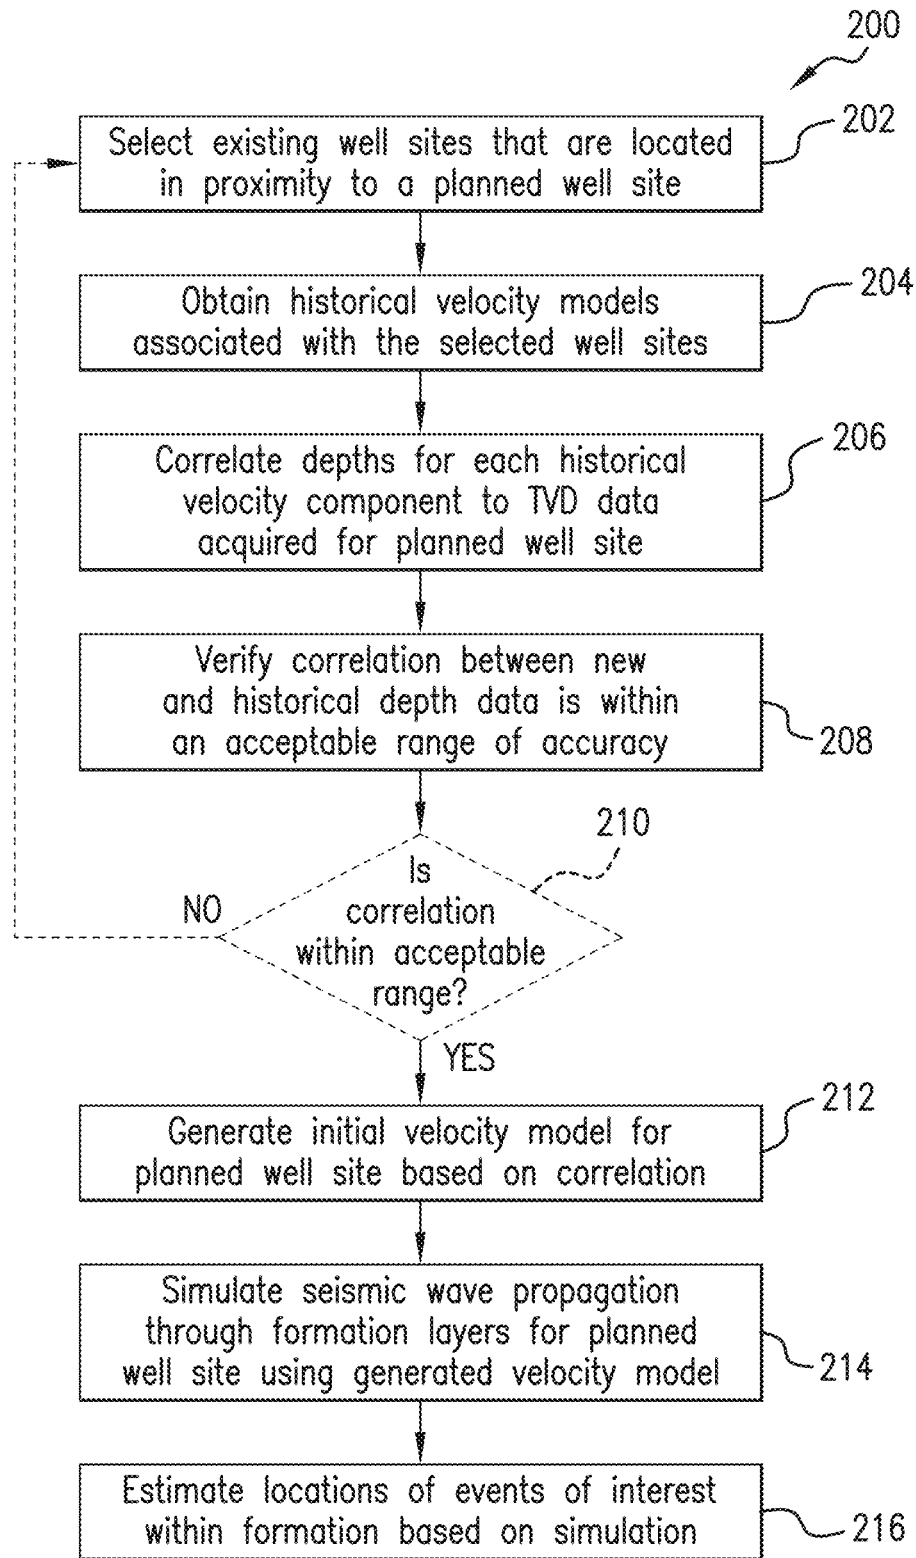 200
Select existing well sites that are located
in proximity to a planned well site
202
Obtain historical velocity models
associated with the selected well sites
204
Correlate depths for each historical
velocity component to TVD data
acquired for planned well site
206
Verify correlation between new
and historical depth data is within
an acceptable range of accuracy
208
210
Is
correlation
within acceptable
range?
NO
YES
Generate initial velocity model for
planned well site based on correlation
212
Simulate seismic wave propagation
through formation layers for planned
well site using generated velocity model
214
Estimate locations of events of interest
within formation based on simulation
216